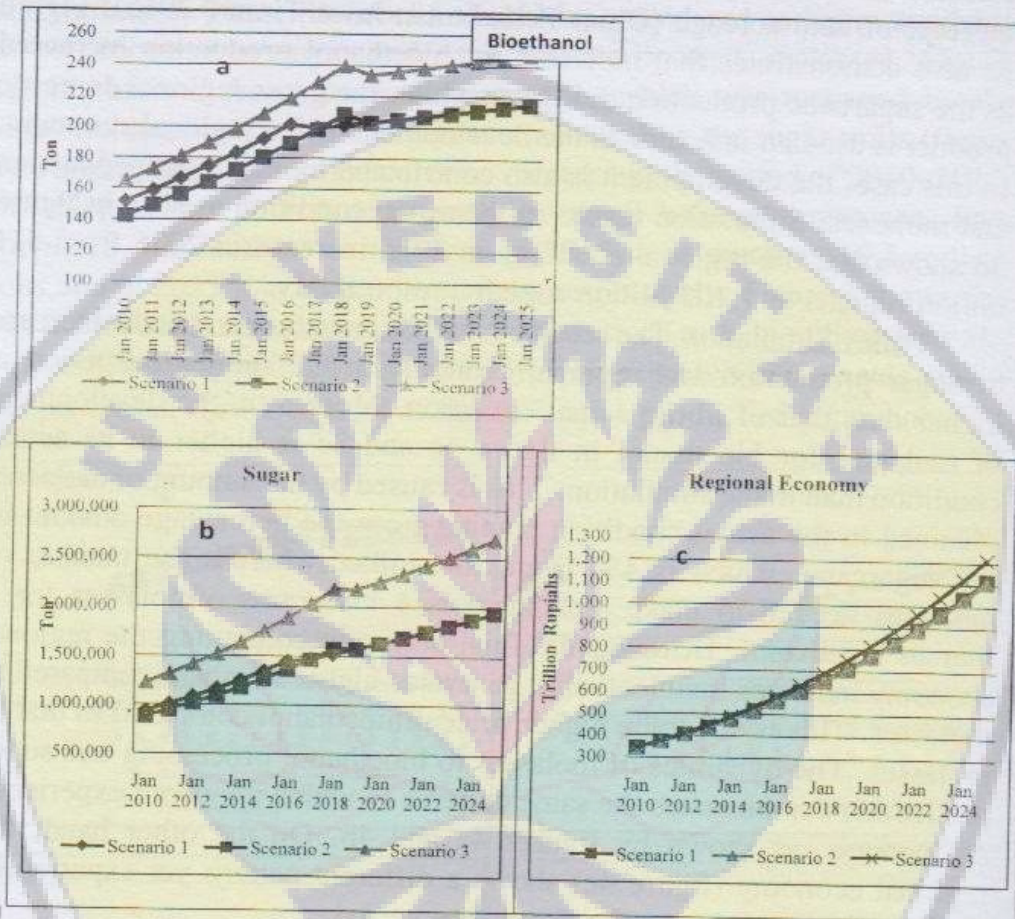 Bioethanol
a
Ton
260
240
220
200
180
160
140
120
100
Jan 2010
Jan 2011
Jan 2012
Jan 2013
Jan 2014
Jan 2015
Jan 2016
Jan 2017
Jan 2018
Jan 2019
Jan 2020
Jan 2021
Jan 2022
Jan 2023
Jan 2024
Jan 2025
Scenario 1 Scenario 2 Scenario 3
UNIVERSITAS
Sugar
b
Ton
3,000,000
2,500,000
2,000,000
1,500,000
1,000,000
500,000
Jan Jan Jan Jan Jan Jan Jan Jan
2010 2012 2014 2016 2018 2020 2022 2024
Scenario 1 Scenario 2 Scenario 3
Regional Economy
c
Trillion Rupiahs
1,300
1,200
1,100
1,000
900
800
700
600
500
400
300
Jan Jan Jan Jan Jan Jan Jan Jan
2010 2012 2014 2016 2018 2020 2022 2024
Scenario 1 Scenario 2 Scenario 3